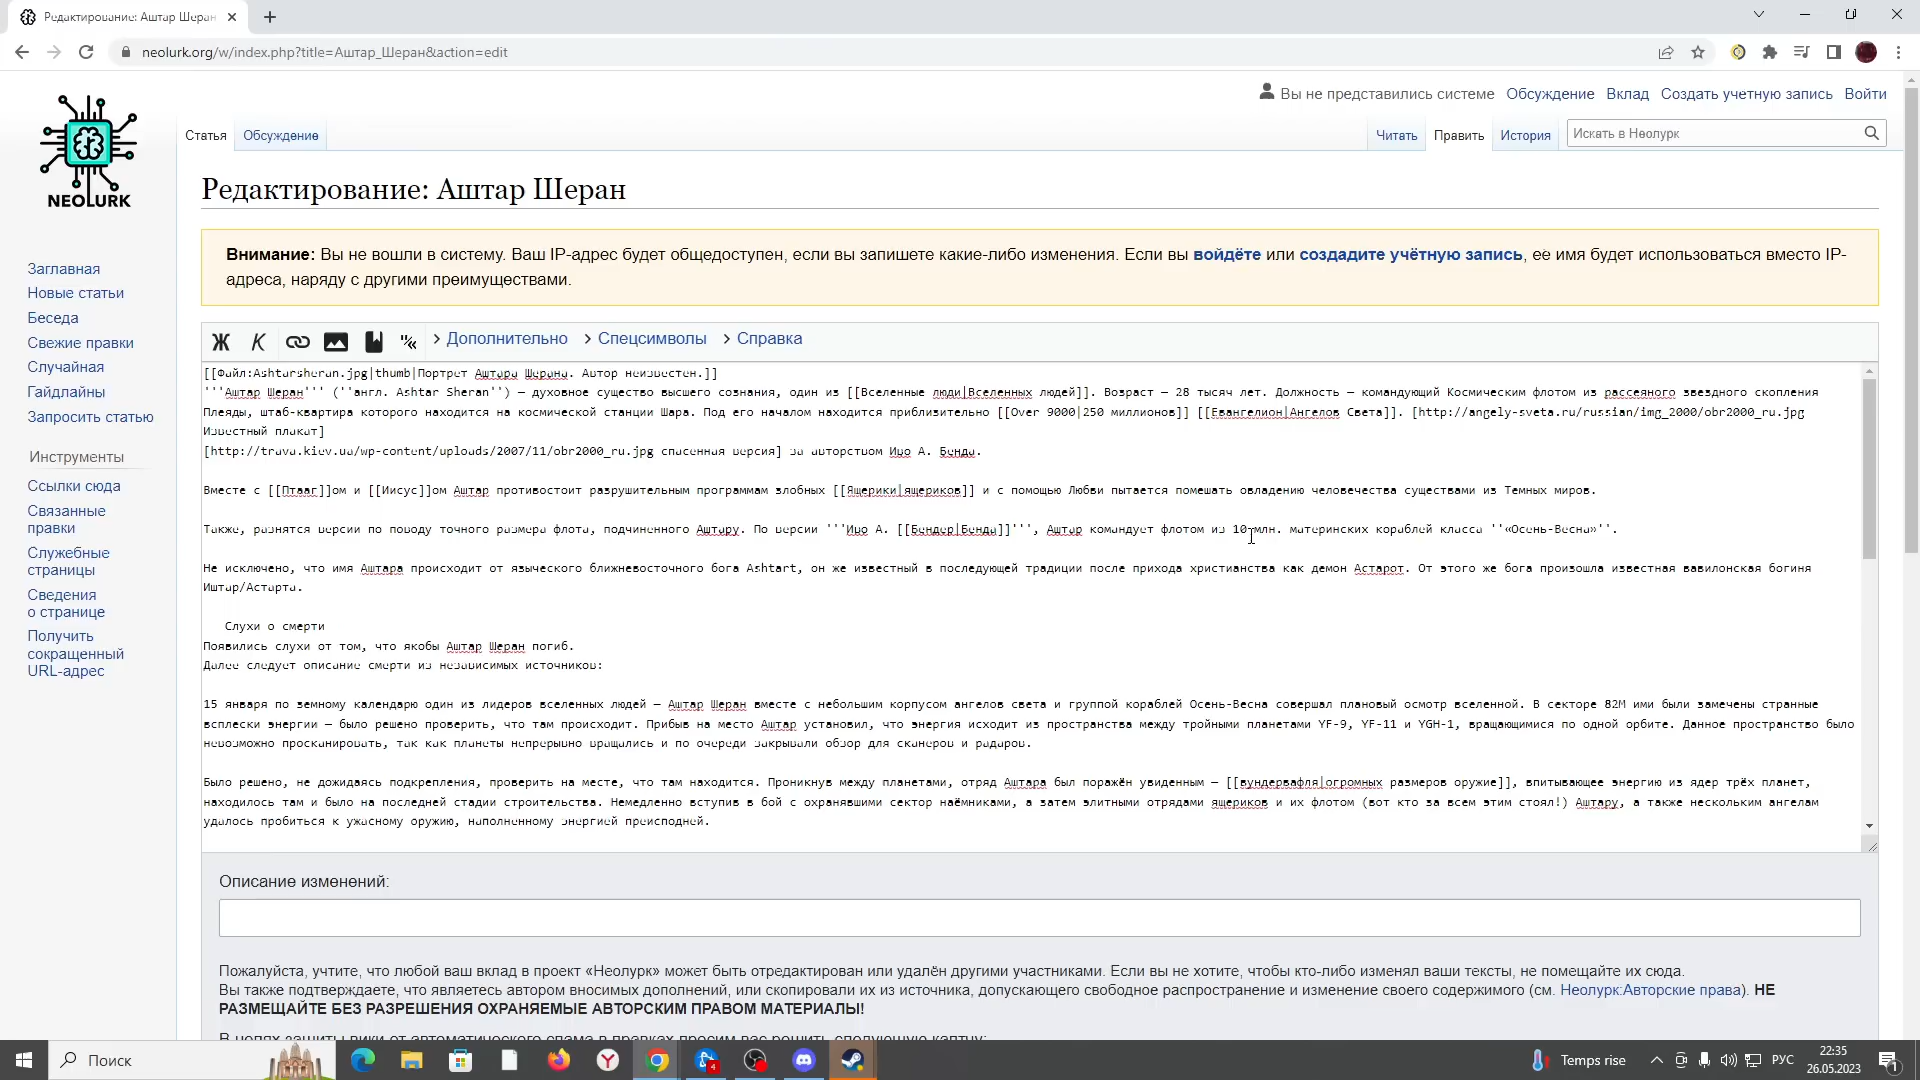 Редактирование: Аштар Шеран
neolurk.org/w/index.php?title=Аштар_Шеран&action=edit
Вы не представились системе Обсуждение Вклад Создать учетную запись Войти
NEOLURK
Статья Обсуждение Читать Править История Искать в Неолурк
Редактирование: Аштар Шеран
Внимание: Вы не вошли в систему. Ваш IP-адрес будет общедоступен, если вы запишете какие-либо изменения. Если вы войдёте или создадите учётную запись, её имя будет использоваться вместо IP-
адреса, наряду с другими преимуществами.
Заглавная
Новые статьи
Беседа
Свежие правки
Случайная
Гайдлайны
Запросить статью
Инструменты
Ссылки сюда
Связанные
правки
Служебные
страницы
Сведения
о странице
Получить
сокращенный
URL-адрес
Ж К Дополнительно Спецсимволы Справка
[[Файл:Ashtarsheran.jpg|thumb|Портрет Аштара Шерана. Автор неизвестен.]]
'''Аштар Шеран''' (''англ. Ashtar Sheran'') — духовное существо высшего сознания, один из [[Вселенные люди|Вселенных людей]]. Возраст — 28 тысяч лет. Должность — командующий Космическим флотом из рассеяного звездного скопления
Плеяды, штаб-квартира которого находится на космической станции Шара. Под его началом находится приблизительно [[Over 9000|250 миллионов]] [[Евангелион|Ангелов Света]]. [http://angely-sveta.ru/russian/img_2000/obr2000_ru.jpg
Известный плакат]
[http://trava.kiev.ua/wp-content/uploads/2007/11/obr2000_ru.jpg спасенная версия] за авторством Иво А. Бенда.
Вместе с [[Птааг]]ом и [[Иисус]]ом Аштар противостоит разрушительным программам злобных [[Ящерики|ящериков]] и с помощью Любви пытается помешать овладению человечества существами из Темных миров.
Также, разнятся версии по поводу точного размера флота, подчиненного Аштару. По версии '''Иво А. [[Бендер|Бенда]]''', Аштар командует флотом из 10 млн. материнских кораблей класса ''«Осень-Весна»''.
Не исключено, что имя Аштара происходит от языческого ближневосточного бога Ashtart, он же известный в последующей традиции после прихода христианства как демон Астарот. От этого же бога произошла известная вавилонская богиня
Иштар/Астарта.
Слухи о смерти
Появились слухи от том, что якобы Аштар Шеран погиб.
Далее следует описание смерти из независимых источников:
15 января по земному календарю один из лидеров вселенных людей — Аштар Шеран вместе с небольшим корпусом ангелов света и группой кораблей Осень-Весна совершал плановый осмотр вселенной. В секторе 82M ими были замечены странные
всплески энергии — было решено проверить, что там происходит. Прибыв на место Аштар установил, что энергия исходит из пространства между тройными планетами YF-9, YF-11 и YGH-1, вращающимися по одной орбите. Данное пространство было
невозможно просканировать, так как планеты непрерывно вращались и по очереди закрывали обзор для сканеров и радаров.
Было решено, не дожидаясь подкрепления, проверить на месте, что там находится. Проникнув между планетами, отряд Аштара был поражён увиденным — [[вундервафля|огромных размеров оружие]], впитывающее энергию из ядер трёх планет,
находилось там и было на последней стадии строительства. Немедленно вступив в бой с охранявшими сектор наёмниками, а затем элитными отрядами ящериков и их флотом (вот кто за всем этим стоял!) Аштару, а также нескольким ангелам
удалось пробиться к ужасному оружию, наполненному энергией преисподней.
Описание изменений:
Пожалуйста, учтите, что любой ваш вклад в проект «Неолурк» может быть отредактирован или удалён другими участниками. Если вы не хотите, чтобы кто-либо изменял ваши тексты, не помещайте их сюда.
Вы также подтверждаете, что являетесь автором вносимых дополнений, или скопировали их из источника, допускающего свободное распространение и изменение своего содержимого (см. Неолурк:Авторские права). НЕ
РАЗМЕЩАЙТЕ БЕЗ РАЗРЕШЕНИЯ ОХРАНЯЕМЫЕ АВТОРСКИМ ПРАВОМ МАТЕРИАЛЫ!
В целях защиты вики от автоматического спама в правках просим вас решить следующую каптчу:
Поиск 4 Temps rise РУС 22:35
26.05.2023 1